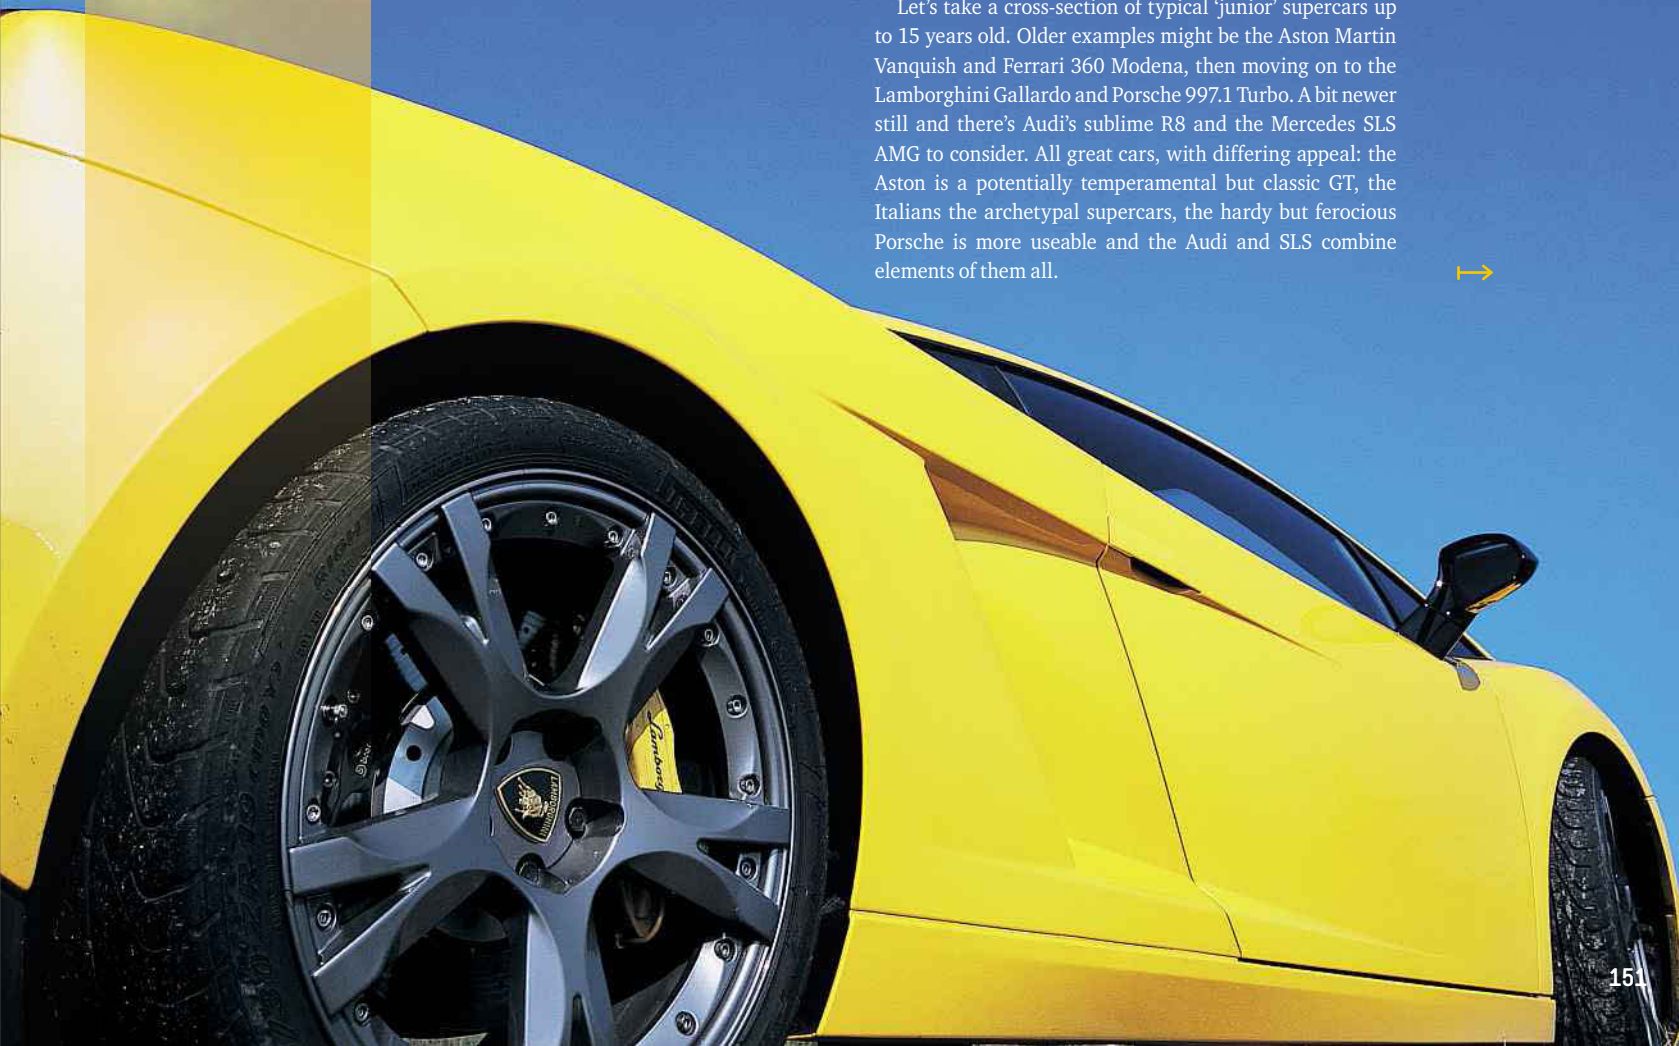 Let’s take a cross-section of typical ‘junior’ supercars up
to 15 years old. Older examples might be the Aston Martin
Vanquish and Ferrari 360 Modena, then moving on to the
Lamborghini Gallardo and Porsche 997.1 Turbo. A bit newer
still and there’s Audi’s sublime R8 and the Mercedes SLS
AMG to consider. All great cars, with differing appeal: the
Aston is a potentially temperamental but classic GT, the
Italians the archetypal supercars, the hardy but ferocious
Porsche is more useable and the Audi and SLS combine
elements of them all.
LAMBORGHINI
151